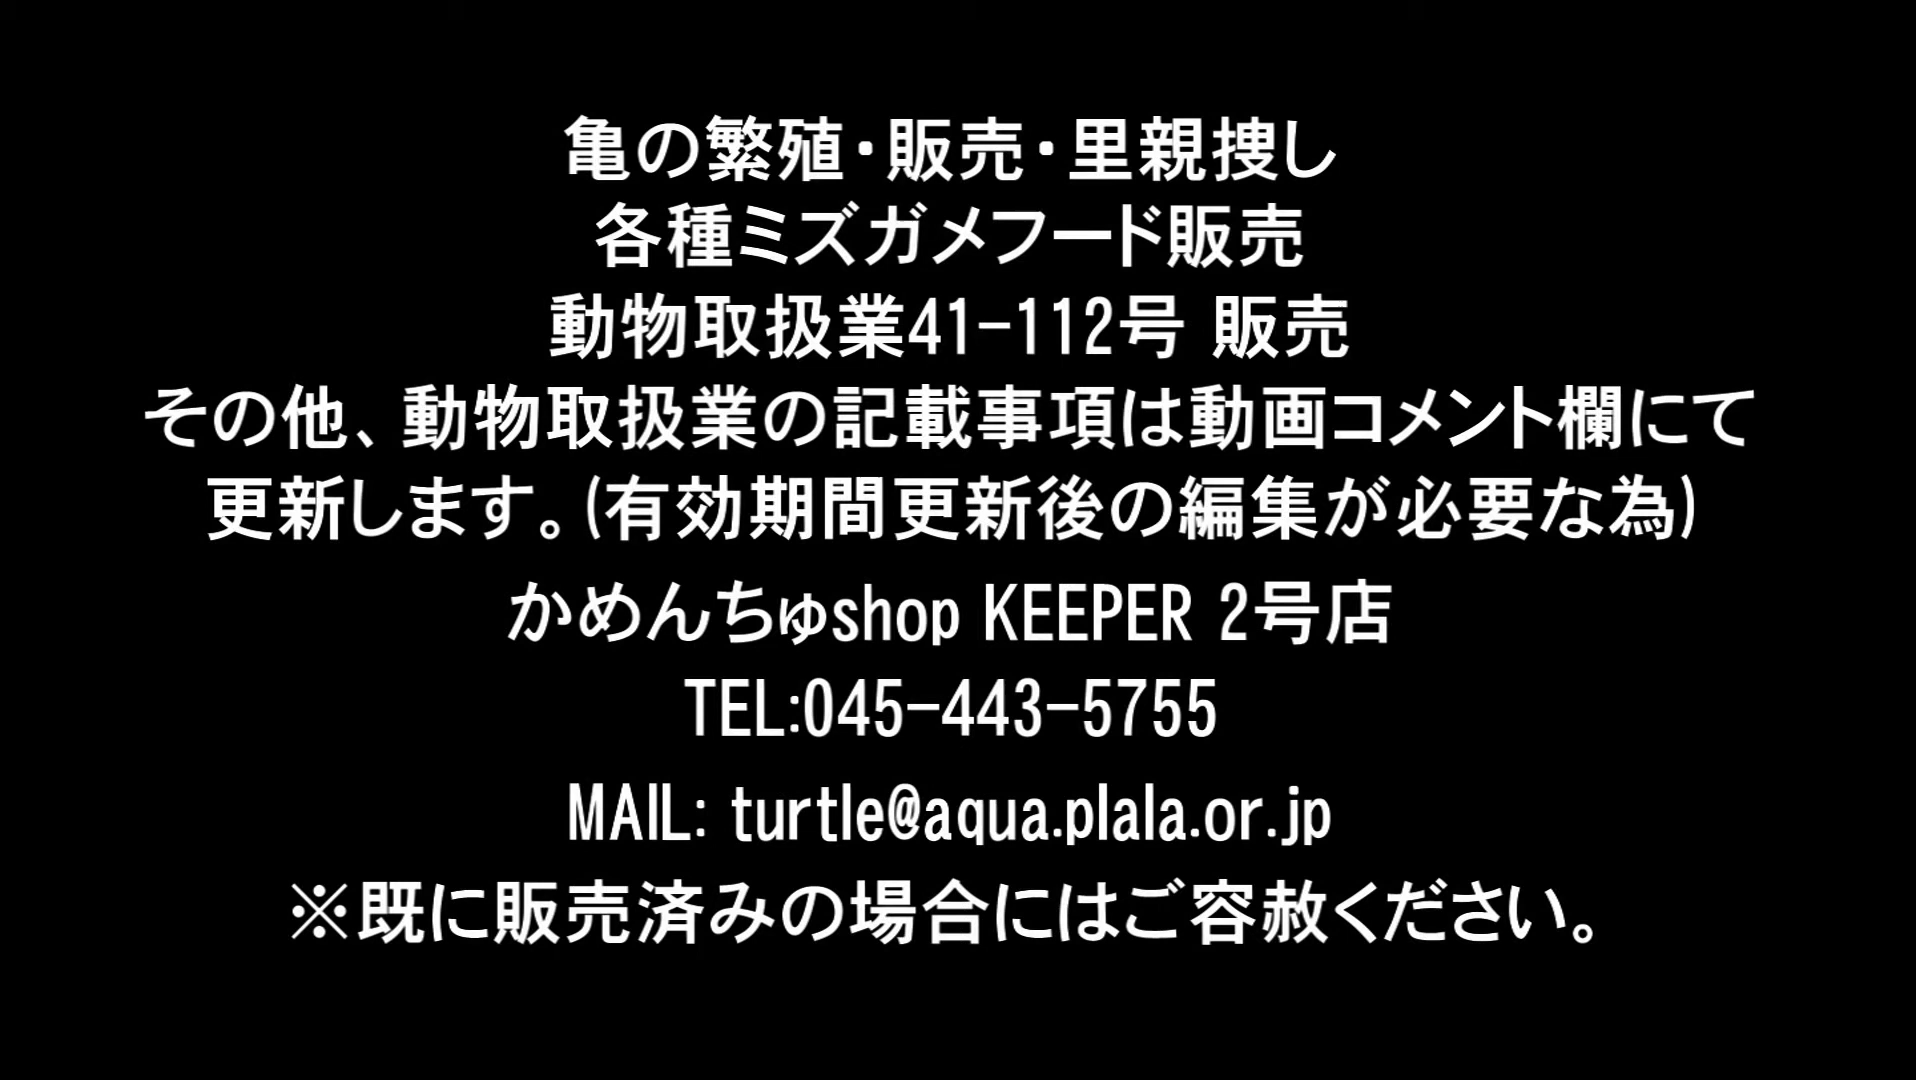 亀の繁殖・販売・里親捜し
各種ミズガメフード販売
動物取扱業41-112号 販売
その他、動物取扱業の記載事項は動画コメント欄にて
更新します。(有効期間更新後の編集が必要な為)
かめんちゅshop KEEPER 2号店
TEL:045-443-5755
MAIL: turtle@aqua.plala.or.jp
※既に販売済みの場合にはご容赦ください。